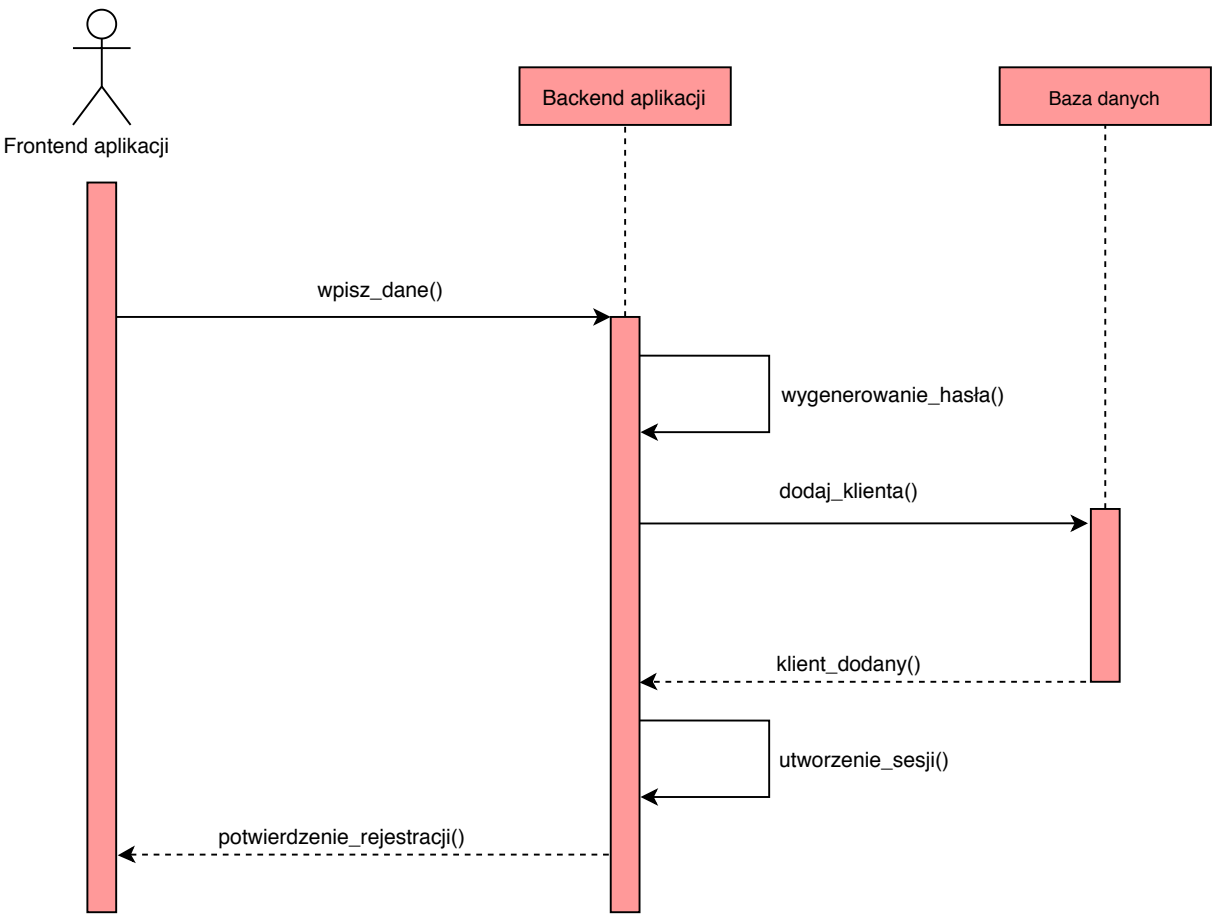 Frontend aplikacji
Backend aplikacji
Baza danych
wpisz_dane()
wygenerowanie_hasła()
dodaj_klienta()
klient_dodany()
utworzenie_sesji()
potwierdzenie_rejestracji()